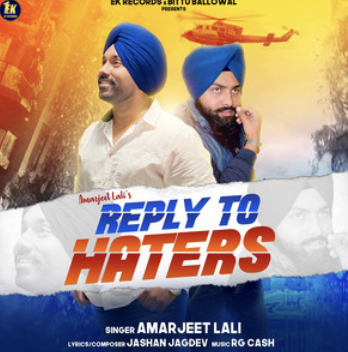 EK RECORDS & BITTU BALLOWAL
PRESENTS
EK
Amarjeet Lali's
REPLY TO
HATERS
SINGER AMARJEET LALI
LYRICS/COMPOSER JASHAN JAGDEV MUSIC RG CASH